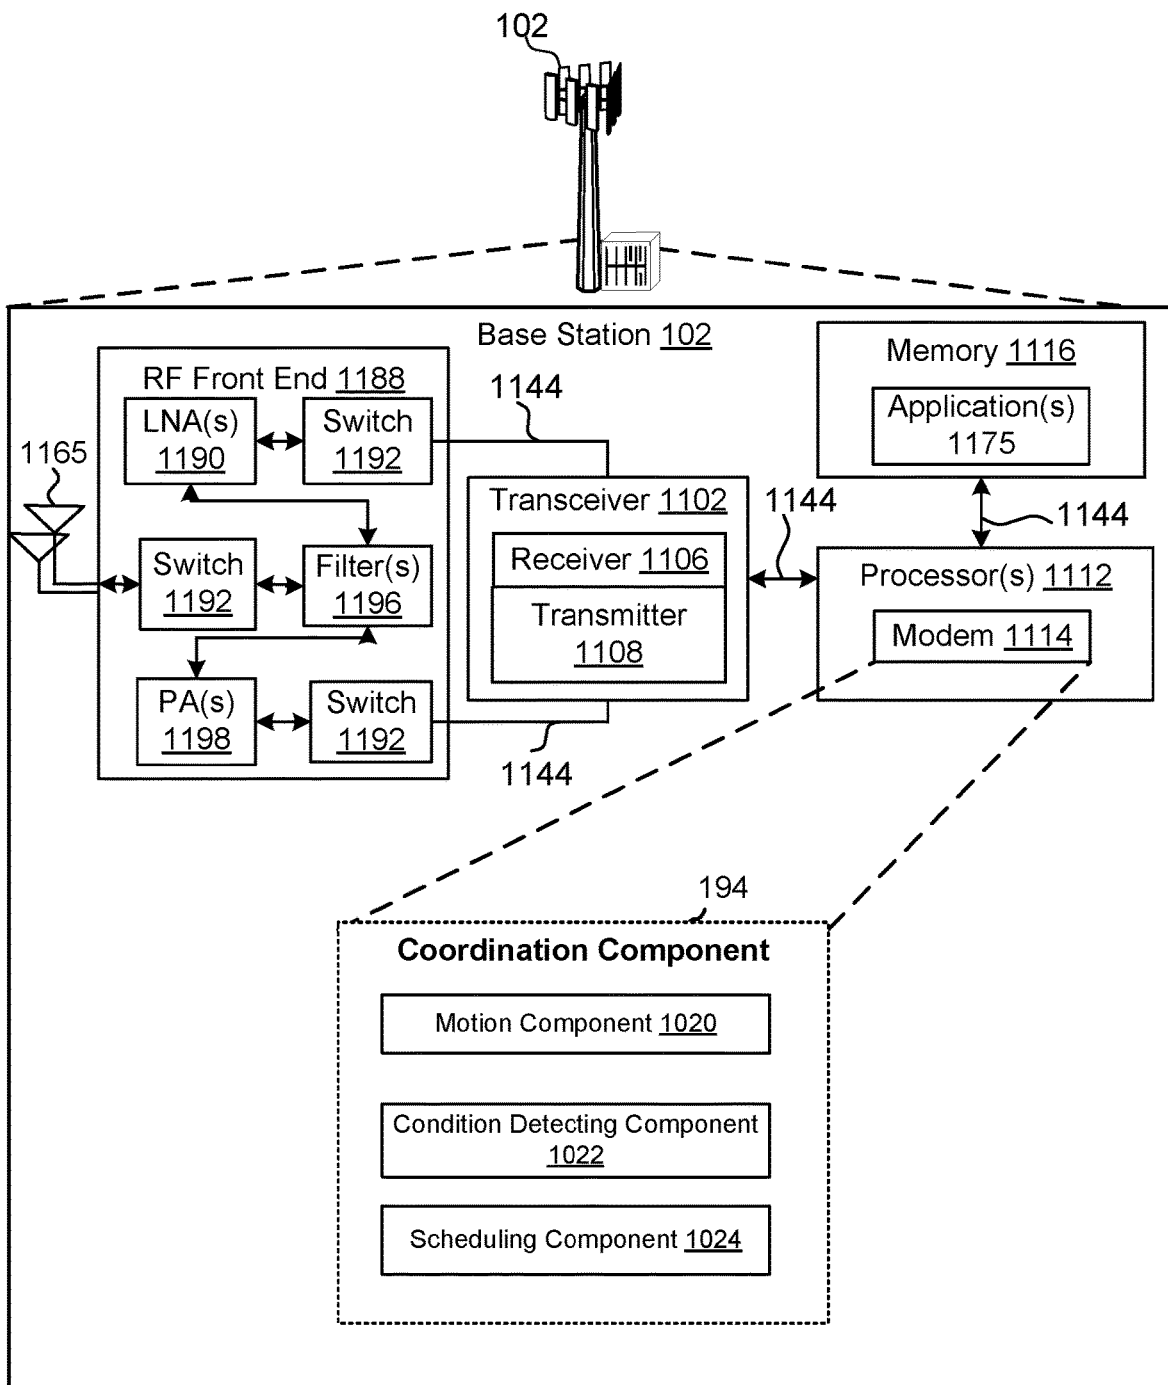 102
Base Station 102
RF Front End 1188
LNA(s)
1190
Switch
1192
1144
Memory 1116
Application(s)
1175
1165
Transceiver 1102
Receiver 1106
Transmitter
1108
1144
1144
Processor(s) 1112
Modem 1114
Switch
1192
Filter(s)
1196
PA(s)
1198
Switch
1192
1144
194
Coordination Component
Motion Component 1020
Condition Detecting Component
1022
Scheduling Component 1024